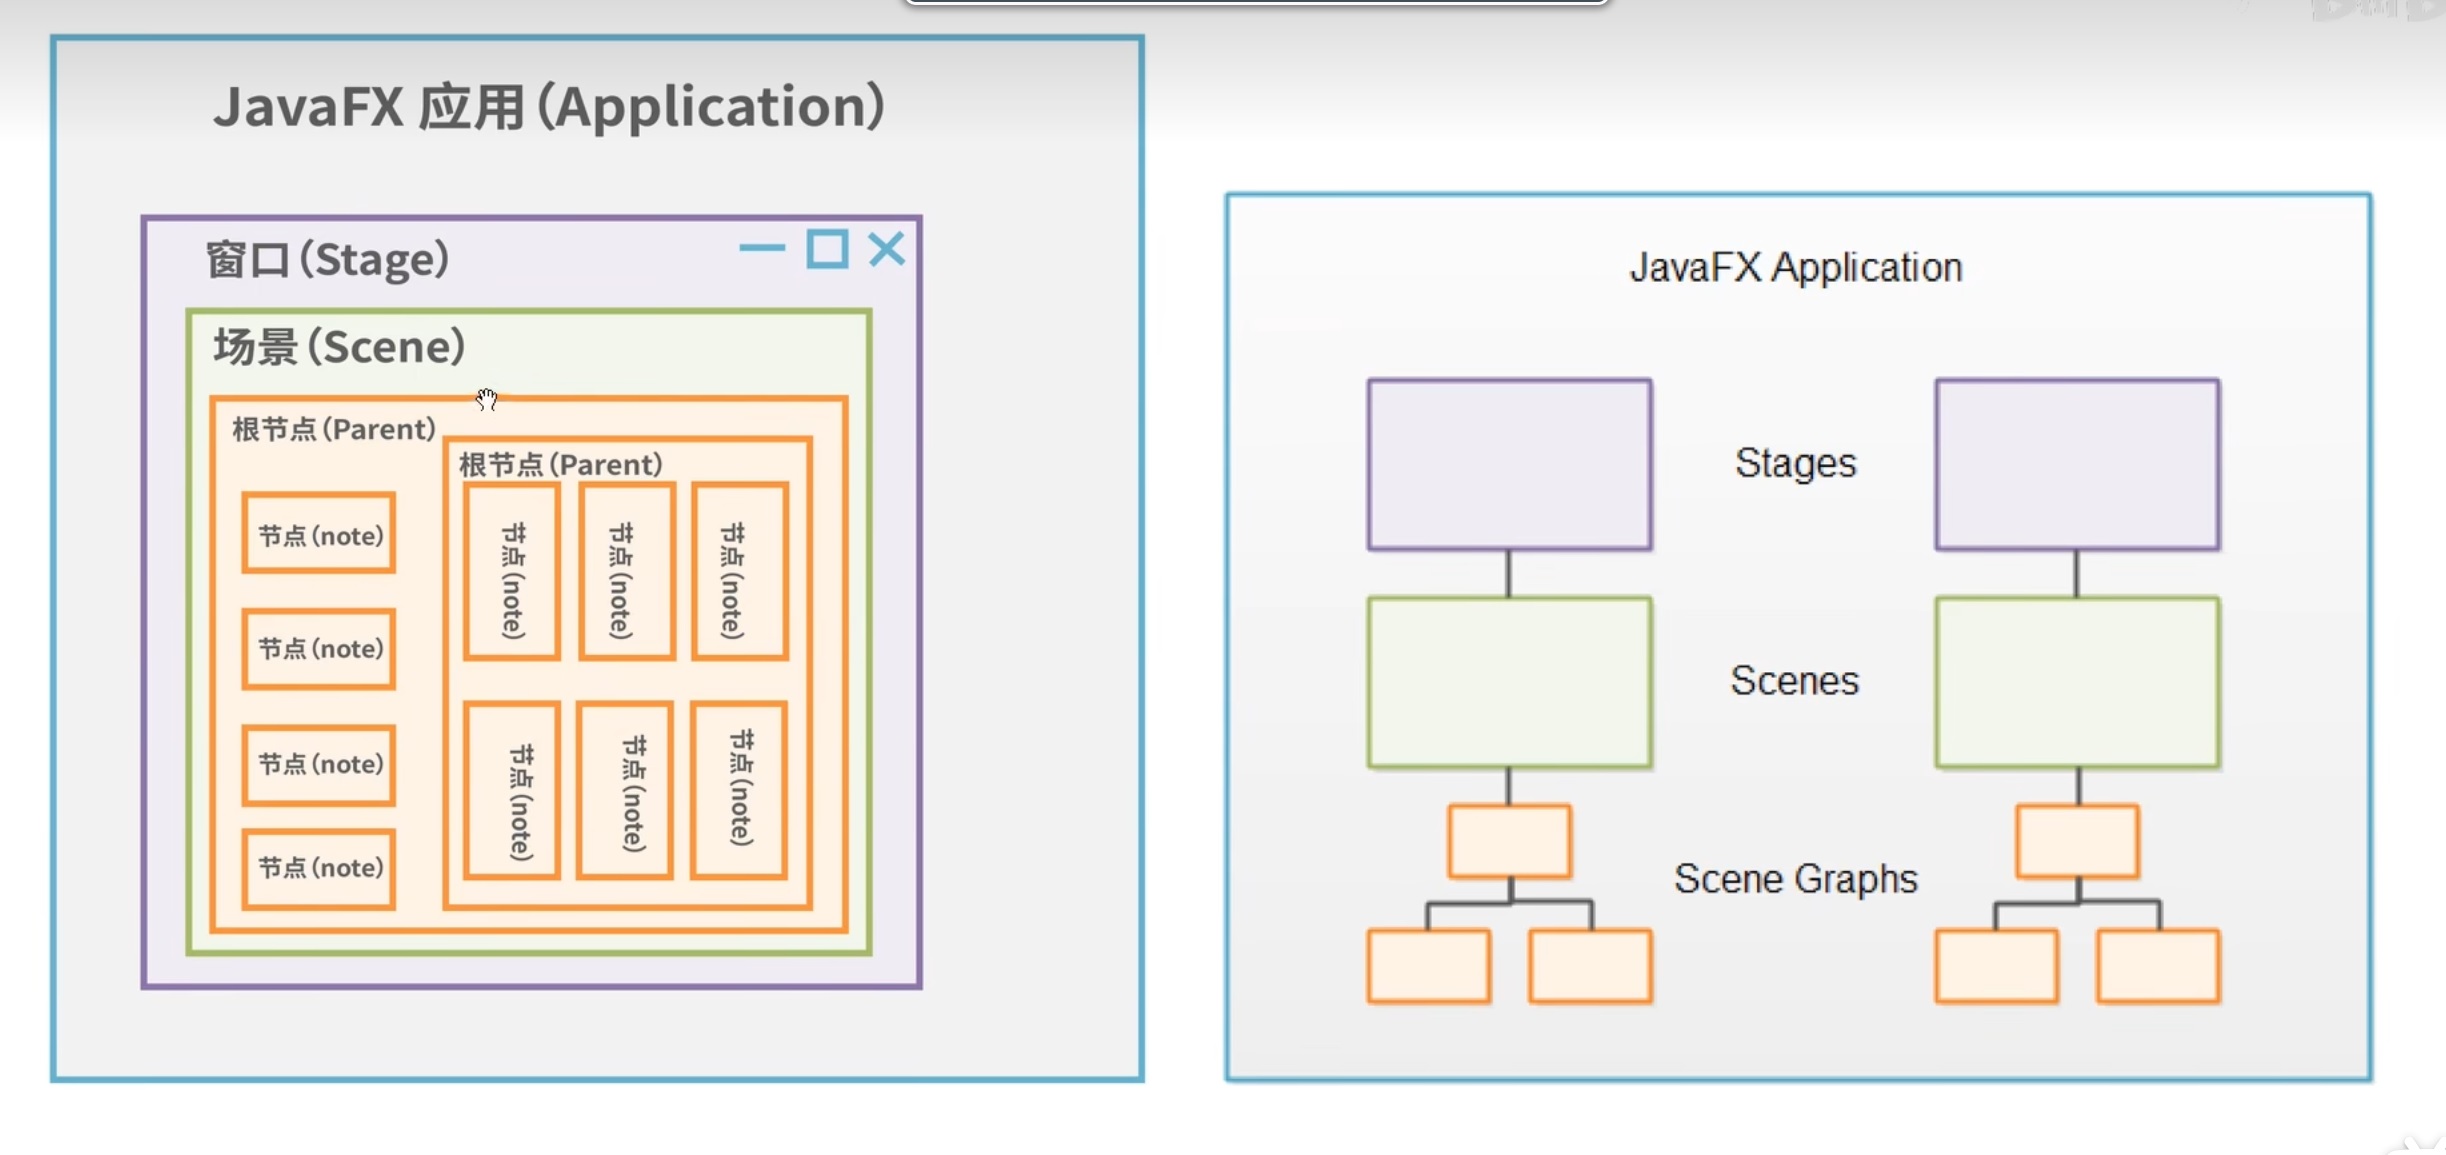 JavaFX 应用(Application)
窗口(Stage)
场景(Scene)
根节点(Parent)
根节点(Parent)
节点(note)
节点(note)
节点(note)
节点(note)
节点(note)
节点(note)
节点(note)
节点(note)
节点(note)
节点(note)
JavaFX Application
Stages
Scenes
Scene Graphs